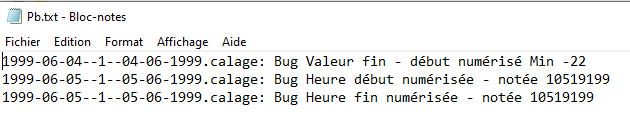 Pb.txt - Bloc-notes
Fichier Edition Format Affichage Aide
1999-06-04--1--04-06-1999.calage: Bug Valeur fin - début numérisé Min -22
1999-06-05--1--05-06-1999.calage: Bug Heure début numérisée - notée 10519199
1999-06-05--1--05-06-1999.calage: Bug Heure fin numérisée - notée 10519199